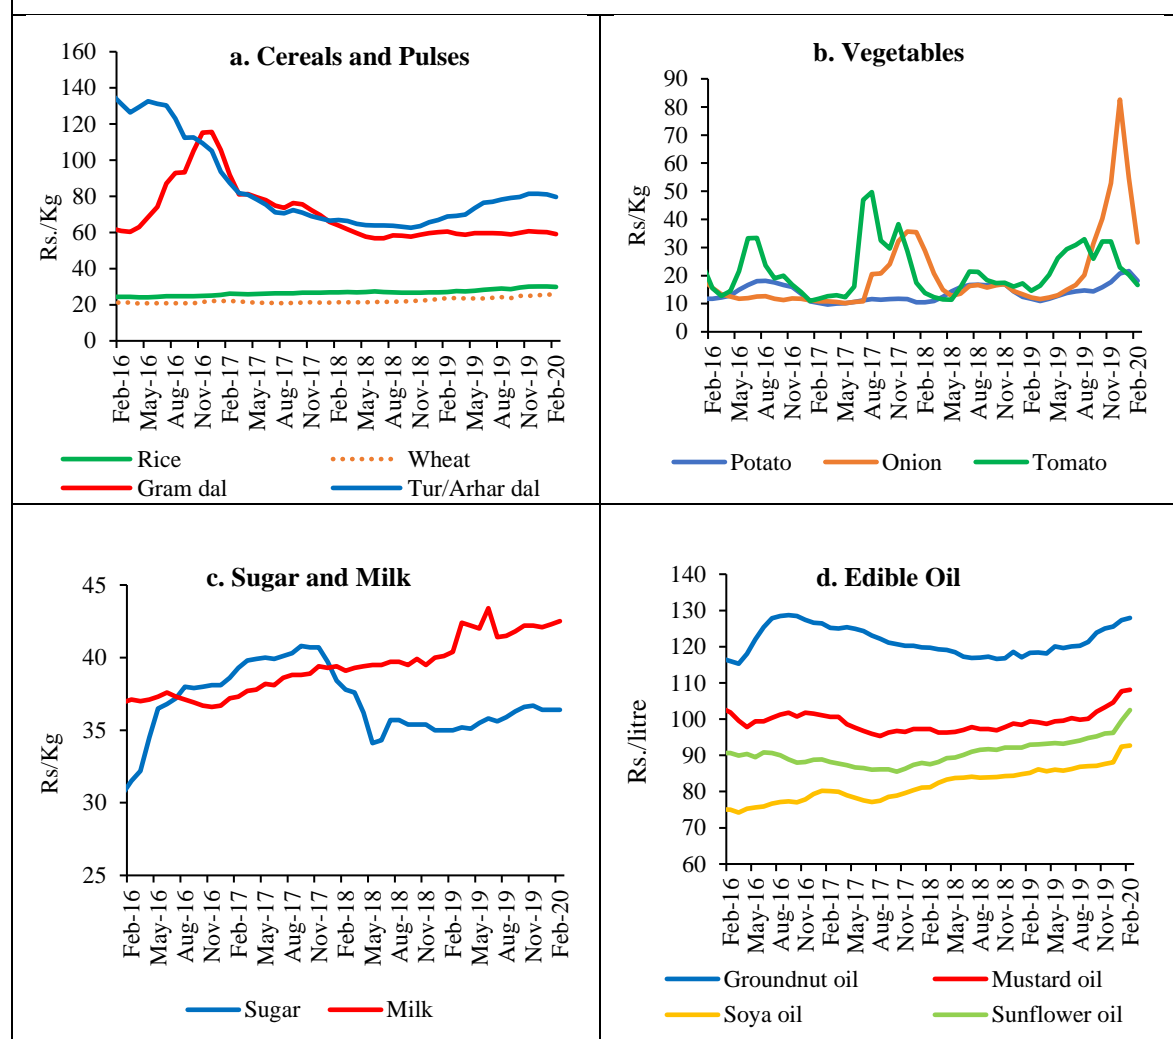 a. Cereals and Pulses
Rs./Kg
160
140
120
100
80
60
40
20
0
Feb-16
May-16
Aug-16
Nov-16
Feb-17
May-17
Aug-17
Nov-17
Feb-18
May-18
Aug-18
Nov-18
Feb-19
May-19
Aug-19
Nov-19
Feb-20
Rice
Wheat
Gram dal
Tur/Arhar dal
b. Vegetables
Rs/Kg
90
80
70
60
50
40
30
20
10
0
Feb-16
May-16
Aug-16
Nov-16
Feb-17
May-17
Aug-17
Nov-17
Feb-18
May-18
Aug-18
Nov-18
Feb-19
May-19
Aug-19
Nov-19
Feb-20
Potato
Onion
Tomato
c. Sugar and Milk
Rs/Kg
45
40
35
30
25
Feb-16
May-16
Aug-16
Nov-16
Feb-17
May-17
Aug-17
Nov-17
Feb-18
May-18
Aug-18
Nov-18
Feb-19
May-19
Aug-19
Nov-19
Feb-20
Sugar
Milk
d. Edible Oil
Rs./litre
140
130
120
110
100
90
80
70
60
Feb-16
May-16
Aug-16
Nov-16
Feb-17
May-17
Aug-17
Nov-17
Feb-18
May-18
Aug-18
Nov-18
Feb-19
May-19
Aug-19
Nov-19
Feb-20
Groundnut oil
Mustard oil
Soya oil
Sunflower oil